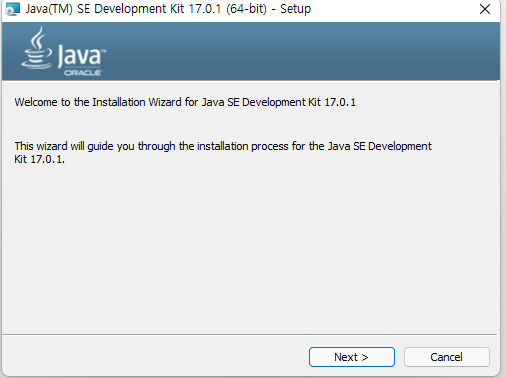 Java(TM) SE Development Kit 17.0.1 (64-bit) - Setup
Java™
ORACLE
Welcome to the Installation Wizard for Java SE Development Kit 17.0.1
This wizard will guide you through the installation process for the Java SE Development
Kit 17.0.1.
Next >
Cancel